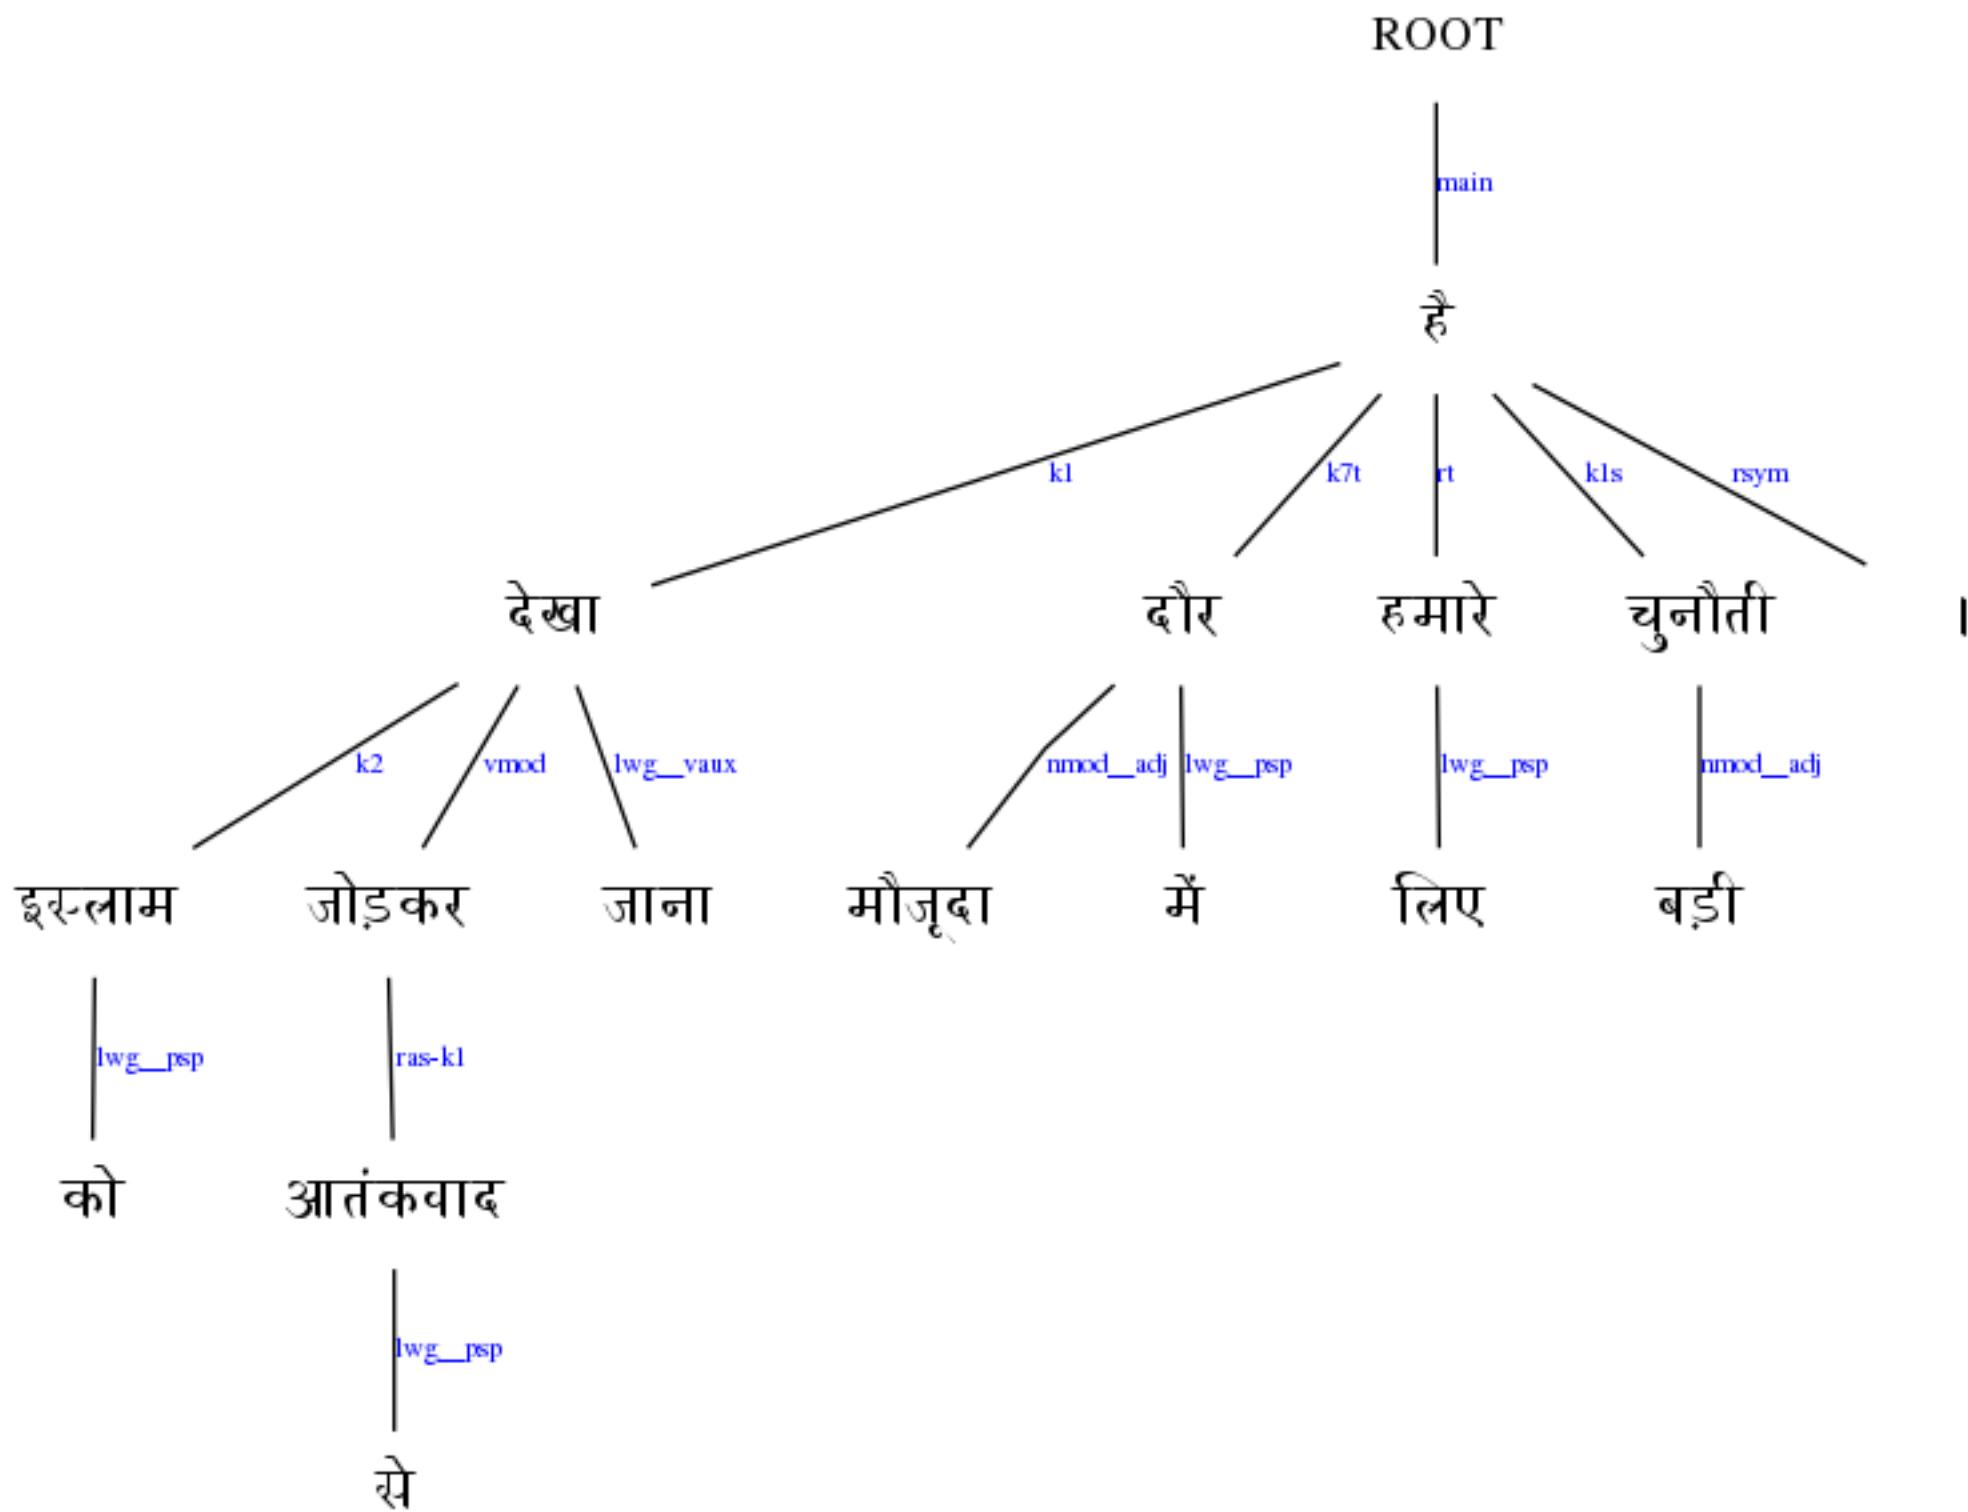 ROOT
main
है
k1 k7t rt k1s rsym
देखा दौर हमारे चुनौती ।
k2 vmod lwg__vaux nmod__adj lwg__psp lwg__psp nmod__adj
इस्लाम जोड़कर जाना मौजूदा में लिए बड़ी
lwg__psp ras-k1
को आतंकवाद
lwg__psp
से